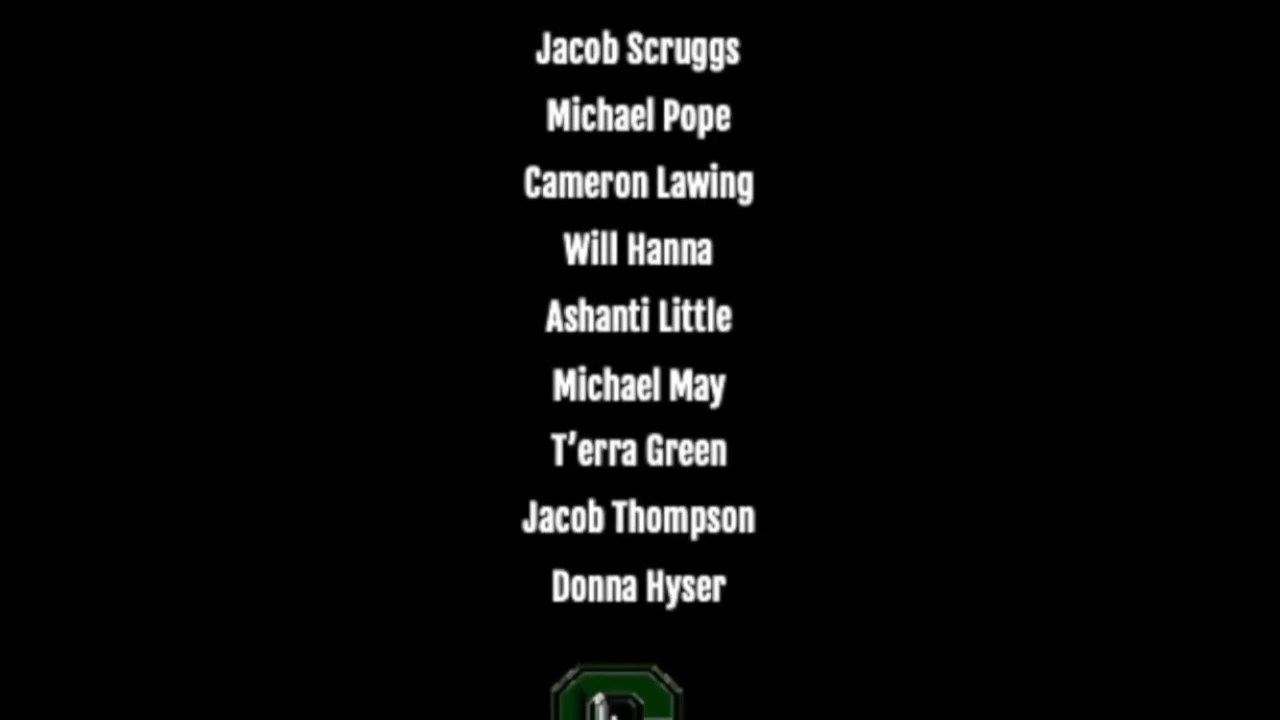 Jacob Scruggs
Michael Pope
Cameron Lawing
Will Hanna
Ashanti Little
Michael May
T'erra Green
Jacob Thompson
Donna Hyser